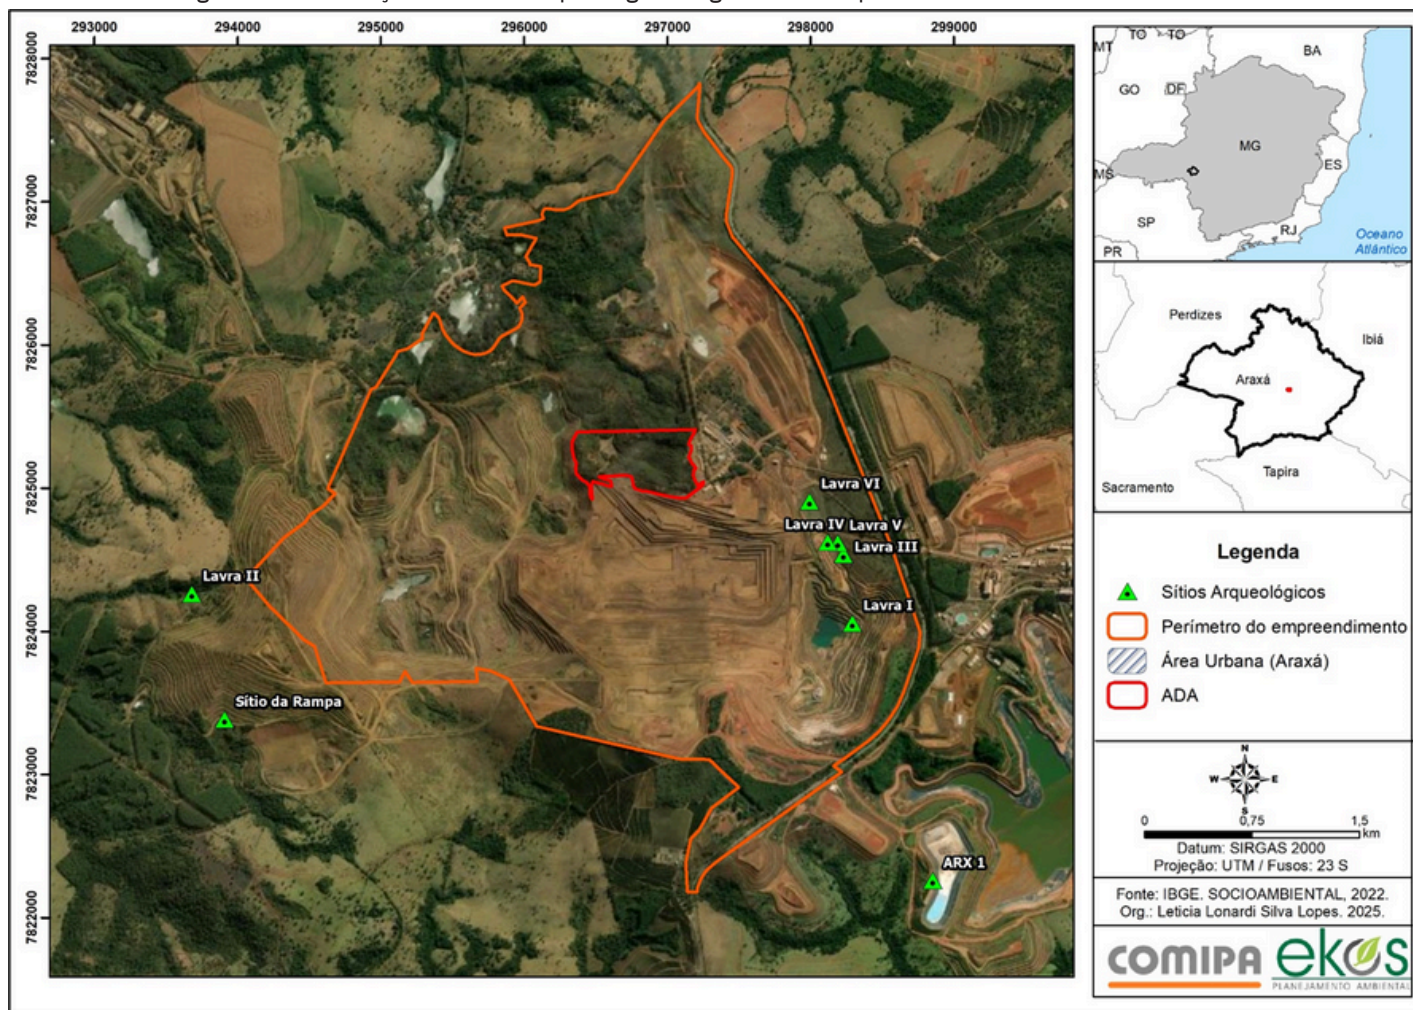 293000 294000 295000 296000 297000 298000 299000
7828000
7827000
7826000
7825000
7824000
7823000
7822000
Lavra VI
Lavra IV Lavra V
Lavra III
Lavra II
Lavra I
Sítio da Rampa
ARX 1
MT TO TO BA
GO DF
MG
MS ES
SP RJ
PR
Oceano
Atlântico
Perdizes
Ibiá
Araxá
Tapira
Sacramento
Legenda
Sítios Arqueológicos
Perímetro do empreendimento
Área Urbana (Araxá)
ADA
N
W E
S
0 0,75 1,5
km
Datum: SIRGAS 2000
Projeção: UTM / Fusos: 23 S
Fonte: IBGE. SOCIOAMBIENTAL, 2022.
Org.: Leticia Lonardi Silva Lopes. 2025.
COMIPA ekos
PLANEJAMENTO AMBIENTAL